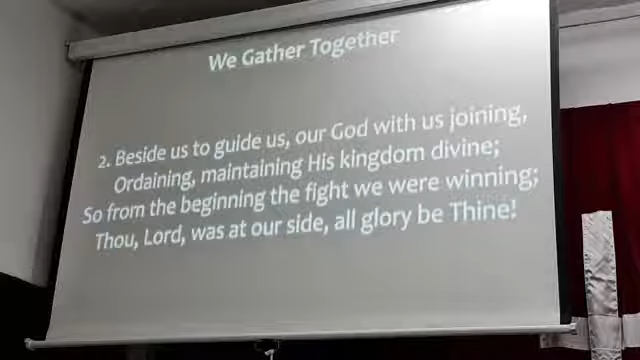 We Gather Together
2. Beside us to guide us, our God with us joining,
Ordaining, maintaining His kingdom divine;
So from the beginning the fight we were winning;
Thou, Lord, was at our side, all glory be Thine!